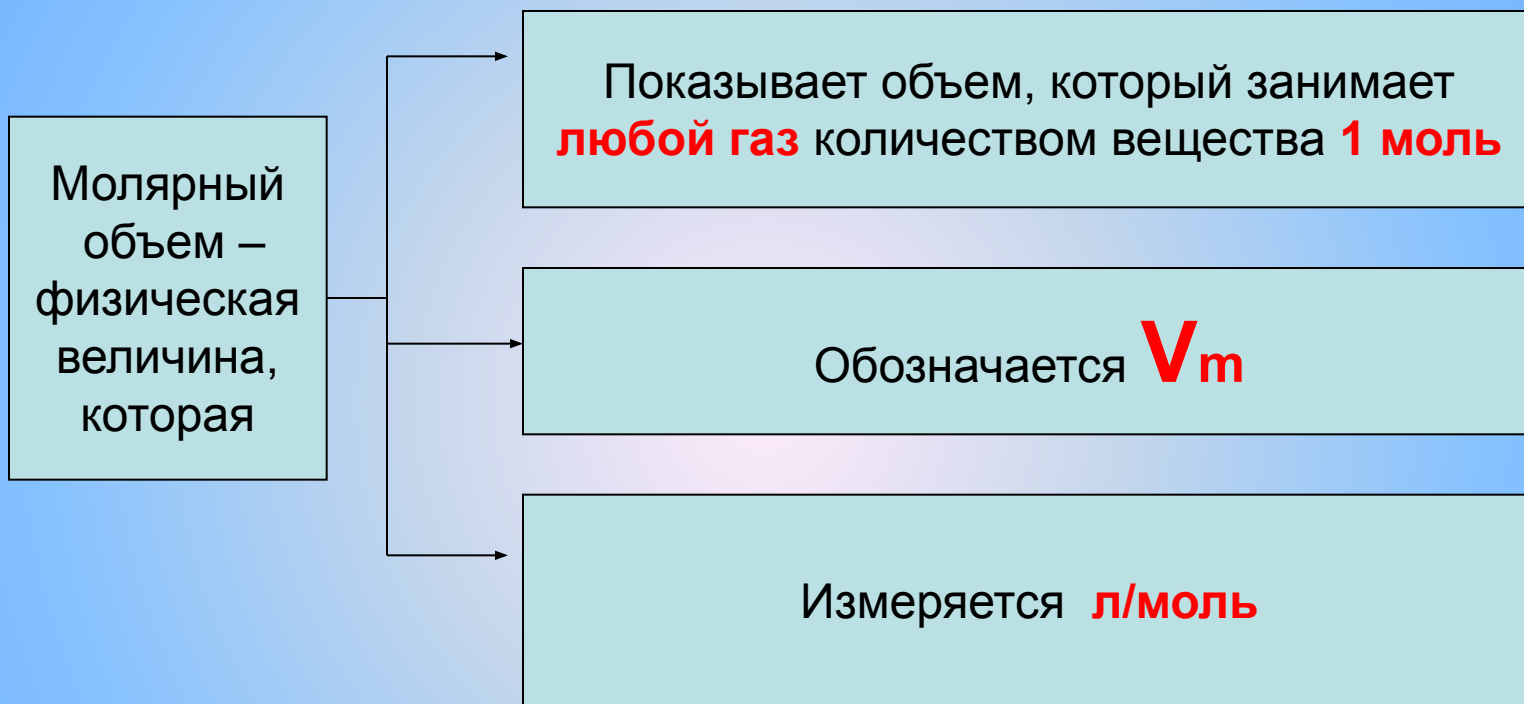 Молярный
объем –
физическая
величина,
которая
Показывает объем, который занимает
любой газ количеством вещества 1 моль
Обозначается Vm
Измеряется л/моль